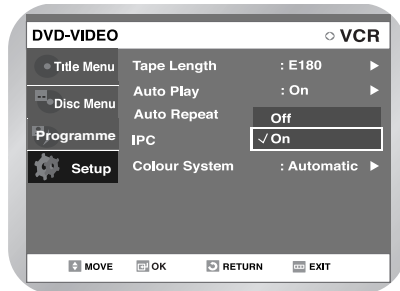 DVD-VIDEO VCR
Title Menu Tape Length : E180
Disc Menu Auto Play : On
Auto Repeat Off
Programme IPC ✓ On
Setup Colour System : Automatic
MOVE OK RETURN EXIT